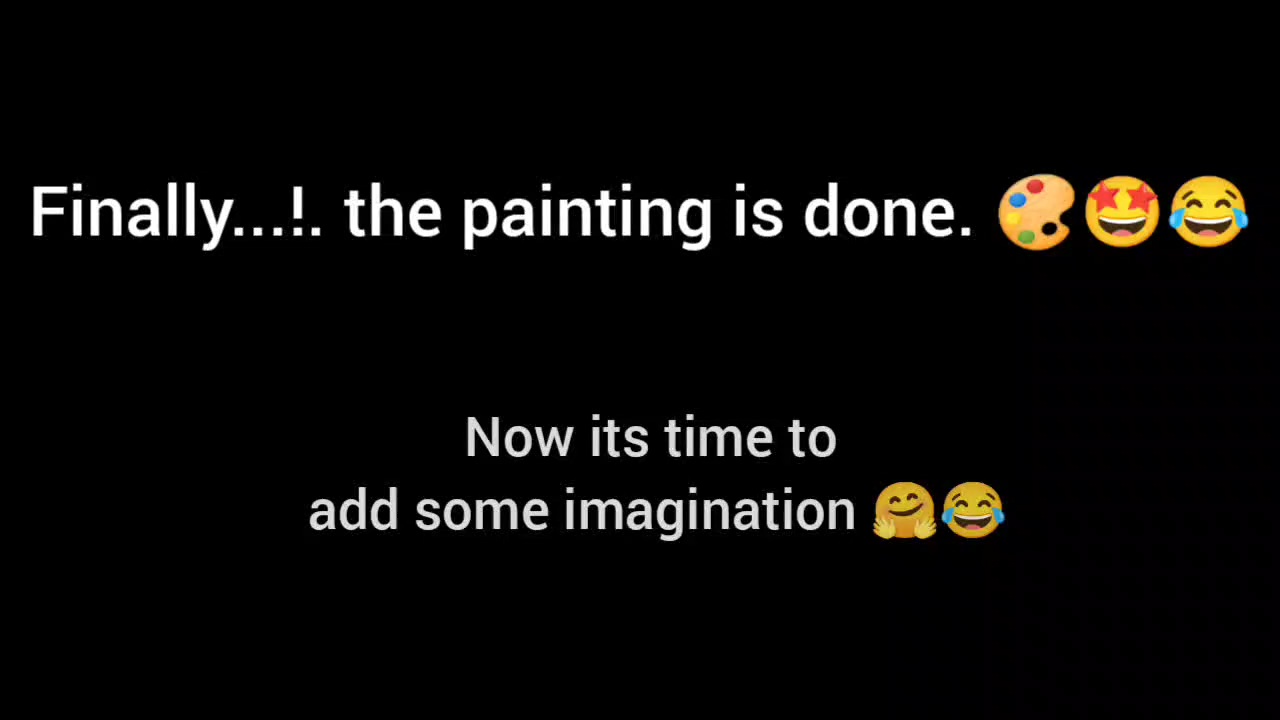 Finally...!. the painting is done. 🎨🤩😂
Now its time to
add some imagination 🤗😂